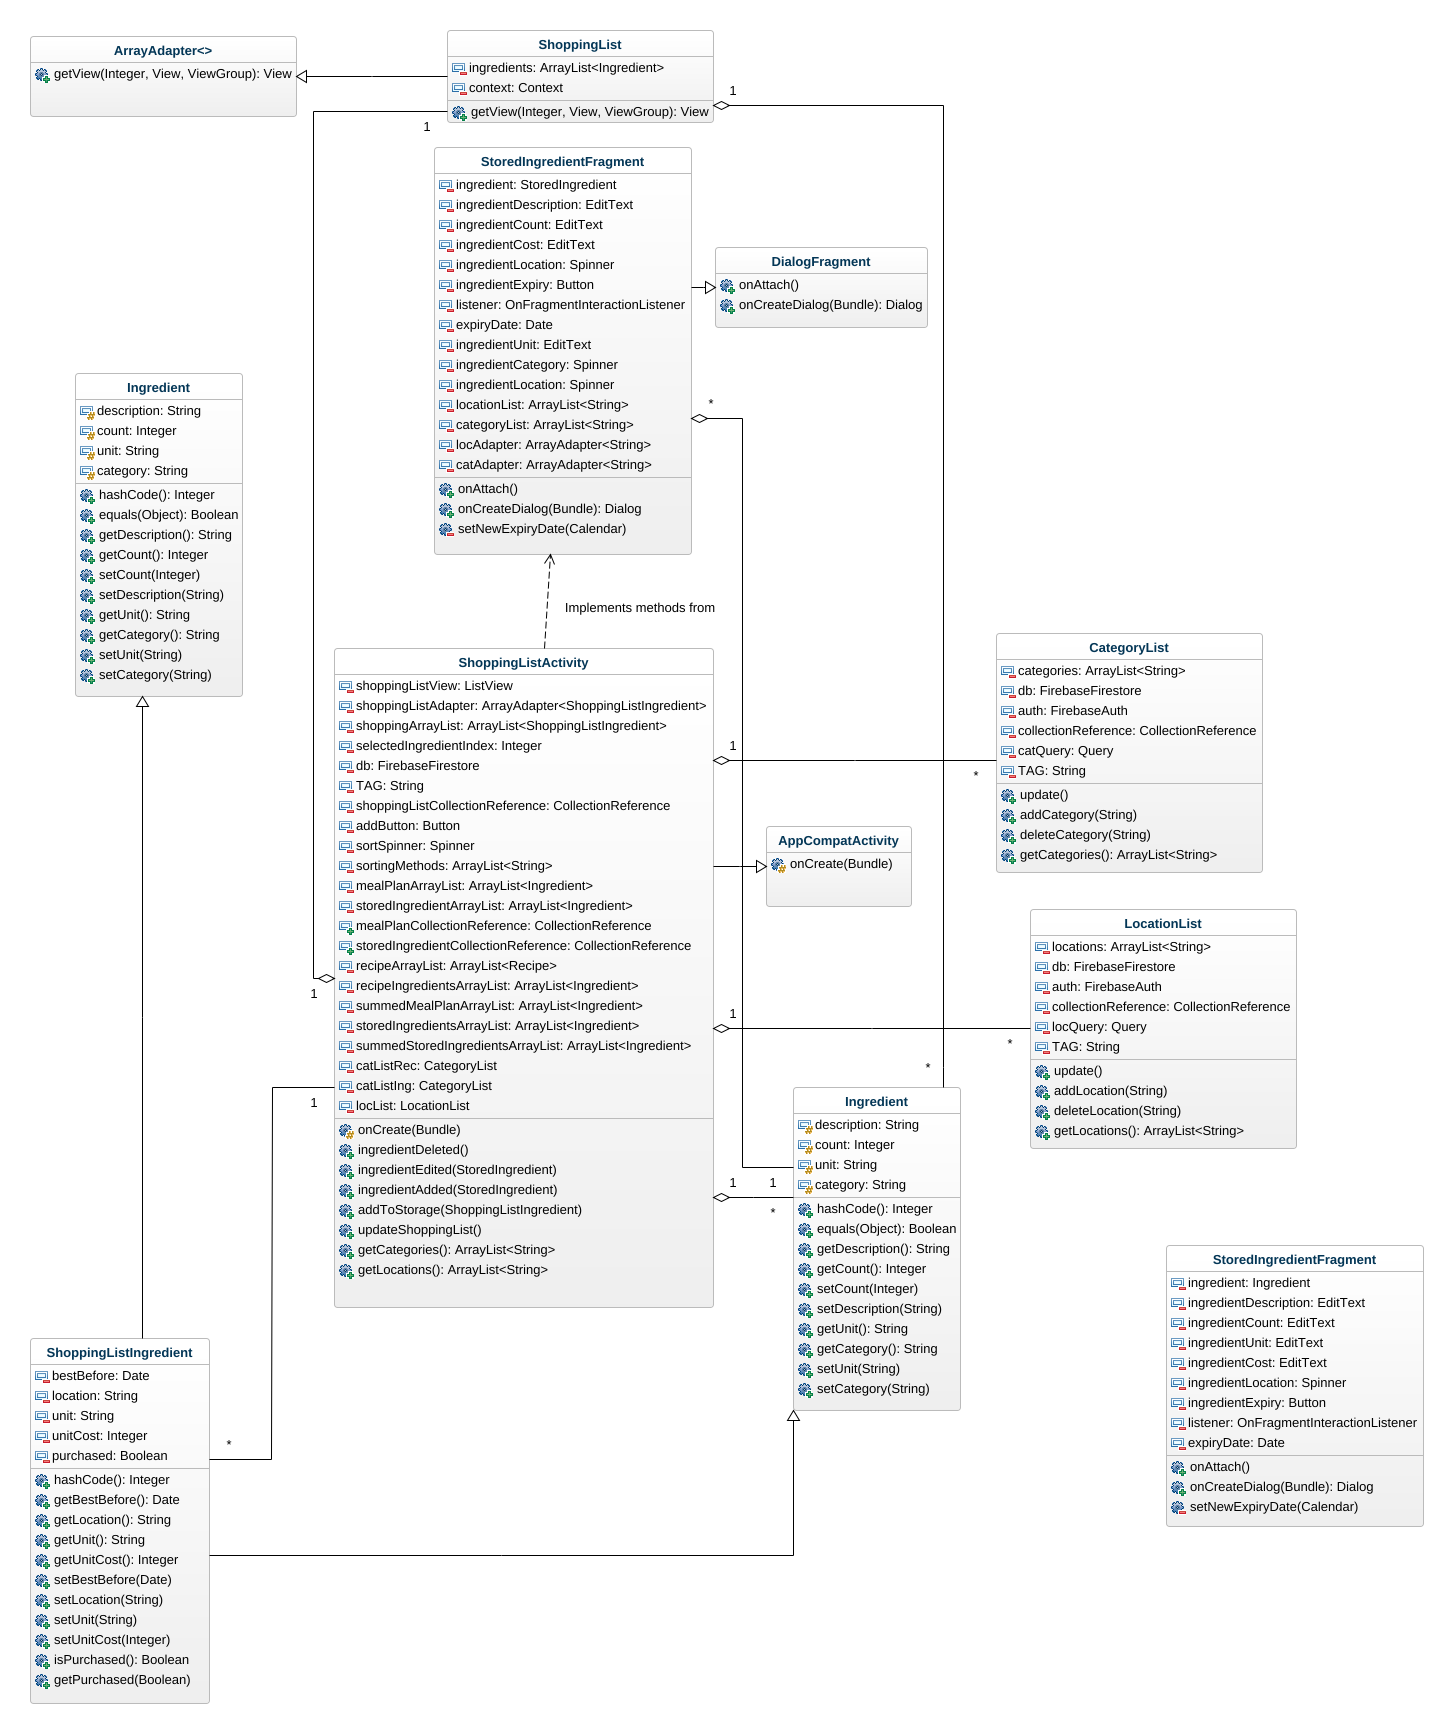 ArrayAdapter<>
getView(Integer, View, ViewGroup): View
ShoppingList
ingredients: ArrayList<Ingredient>
context: Context
getView(Integer, View, ViewGroup): View
1
1
StoredIngredientFragment
ingredient: StoredIngredient
ingredientDescription: EditText
ingredientCount: EditText
ingredientCost: EditText
ingredientLocation: Spinner
ingredientExpiry: Button
listener: OnFragmentInteractionListener
expiryDate: Date
ingredientUnit: EditText
ingredientCategory: Spinner
ingredientLocation: Spinner
locationList: ArrayList<String>
categoryList: ArrayList<String>
locAdapter: ArrayAdapter<String>
catAdapter: ArrayAdapter<String>
onAttach()
onCreateDialog(Bundle): Dialog
setNewExpiryDate(Calendar)
DialogFragment
onAttach()
onCreateDialog(Bundle): Dialog
*
Ingredient
description: String
count: Integer
unit: String
category: String
hashCode(): Integer
equals(Object): Boolean
getDescription(): String
getCount(): Integer
setCount(Integer)
setDescription(String)
getUnit(): String
getCategory(): String
setUnit(String)
setCategory(String)
Implements methods from
ShoppingListActivity
shoppingListView: ListView
shoppingListAdapter: ArrayAdapter<ShoppingListIngredient>
shoppingArrayList: ArrayList<ShoppingListIngredient>
selectedIngredientIndex: Integer
db: FirebaseFirestore
TAG: String
shoppingListCollectionReference: CollectionReference
addButton: Button
sortSpinner: Spinner
sortingMethods: ArrayList<String>
mealPlanArrayList: ArrayList<Ingredient>
storedIngredientArrayList: ArrayList<Ingredient>
mealPlanCollectionReference: CollectionReference
storedIngredientCollectionReference: CollectionReference
recipeArrayList: ArrayList<Recipe>
recipeIngredientsArrayList: ArrayList<Ingredient>
summedMealPlanArrayList: ArrayList<Ingredient>
storedIngredientsArrayList: ArrayList<Ingredient>
summedStoredIngredientsArrayList: ArrayList<Ingredient>
catListRec: CategoryList
catListIng: CategoryList
locList: LocationList
onCreate(Bundle)
ingredientDeleted()
ingredientEdited(StoredIngredient)
ingredientAdded(StoredIngredient)
addToStorage(ShoppingListIngredient)
updateShoppingList()
getCategories(): ArrayList<String>
getLocations(): ArrayList<String>
1
1
1
*
CategoryList
categories: ArrayList<String>
db: FirebaseFirestore
auth: FirebaseAuth
collectionReference: CollectionReference
catQuery: Query
TAG: String
update()
addCategory(String)
deleteCategory(String)
getCategories(): ArrayList<String>
AppCompatActivity
onCreate(Bundle)
1
*
LocationList
locations: ArrayList<String>
db: FirebaseFirestore
auth: FirebaseAuth
collectionReference: CollectionReference
locQuery: Query
TAG: String
update()
addLocation(String)
deleteLocation(String)
getLocations(): ArrayList<String>
*
Ingredient
description: String
count: Integer
unit: String
category: String
hashCode(): Integer
equals(Object): Boolean
getDescription(): String
getCount(): Integer
setCount(Integer)
setDescription(String)
getUnit(): String
getCategory(): String
setUnit(String)
setCategory(String)
1
1
*
StoredIngredientFragment
ingredient: Ingredient
ingredientDescription: EditText
ingredientCount: EditText
ingredientUnit: EditText
ingredientCost: EditText
ingredientLocation: Spinner
ingredientExpiry: Button
listener: OnFragmentInteractionListener
expiryDate: Date
onAttach()
onCreateDialog(Bundle): Dialog
setNewExpiryDate(Calendar)
ShoppingListIngredient
bestBefore: Date
location: String
unit: String
unitCost: Integer
purchased: Boolean
hashCode(): Integer
getBestBefore(): Date
getLocation(): String
getUnit(): String
getUnitCost(): Integer
setBestBefore(Date)
setLocation(String)
setUnit(String)
setUnitCost(Integer)
isPurchased(): Boolean
getPurchased(Boolean)
*